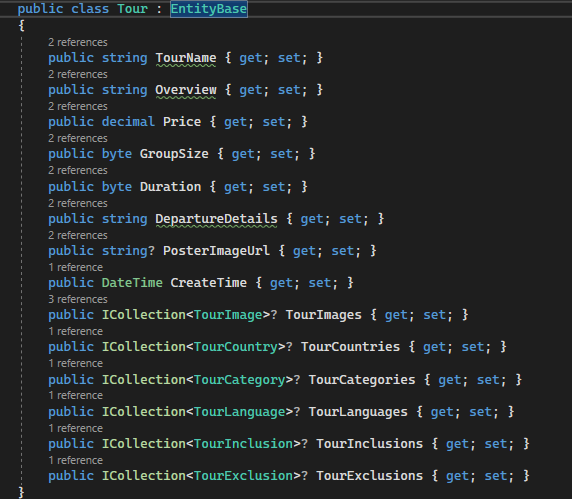 public class Tour : EntityBase
{
2 references
public string TourName { get; set; }
2 references
public string Overview { get; set; }
2 references
public decimal Price { get; set; }
2 references
public byte GroupSize { get; set; }
2 references
public byte Duration { get; set; }
2 references
public string DepartureDetails { get; set; }
2 references
public string? PosterImageUrl { get; set; }
1 reference
public DateTime CreateTime { get; set; }
3 references
public ICollection<TourImage>? TourImages { get; set; }
1 reference
public ICollection<TourCountry>? TourCountries { get; set; }
1 reference
public ICollection<TourCategory>? TourCategories { get; set; }
1 reference
public ICollection<TourLanguage>? TourLanguages { get; set; }
1 reference
public ICollection<TourInclusion>? TourInclusions { get; set; }
1 reference
public ICollection<TourExclusion>? TourExclusions { get; set; }
}